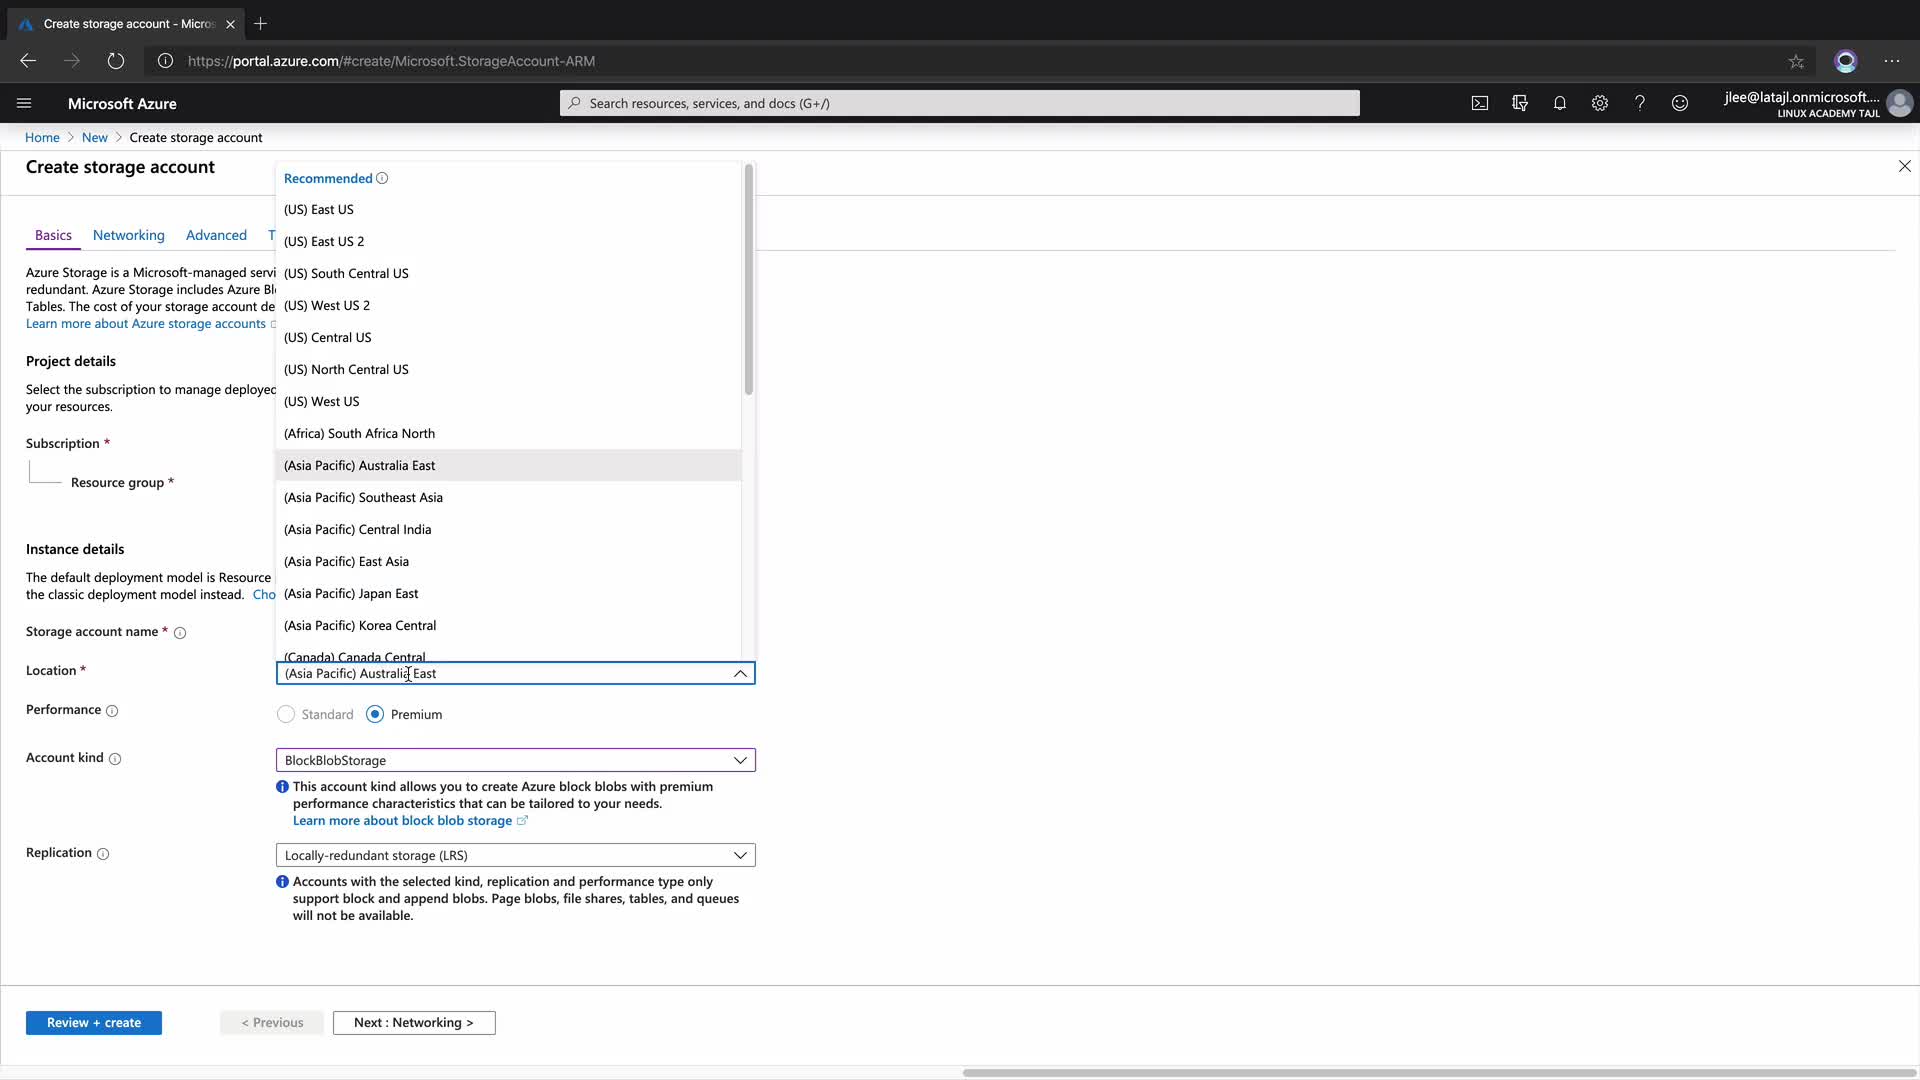 Create storage account - Micros
https://portal.azure.com/#create/Microsoft.StorageAccount-ARM
Microsoft Azure
Search resources, services, and docs (G+/)
jlee@latajl.onmicrosoft....
LINUX ACADEMY TAJL
Home > New > Create storage account
Create storage account
Basics Networking Advanced T
Azure Storage is a Microsoft-managed servi
redundant. Azure Storage includes Azure Bl
Tables. The cost of your storage account de
Learn more about Azure storage accounts
Project details
Select the subscription to manage deployed
your resources.
Subscription *
Resource group *
Instance details
The default deployment model is Resource
the classic deployment model instead. Cho
Storage account name *
Recommended
(US) East US
(US) East US 2
(US) South Central US
(US) West US 2
(US) Central US
(US) North Central US
(US) West US
(Africa) South Africa North
(Asia Pacific) Australia East
(Asia Pacific) Southeast Asia
(Asia Pacific) Central India
(Asia Pacific) East Asia
(Asia Pacific) Japan East
(Asia Pacific) Korea Central
(Canada) Canada Central
Location * (Asia Pacific) Australia East
Performance Standard Premium
Account kind BlockBlobStorage
This account kind allows you to create Azure block blobs with premium
performance characteristics that can be tailored to your needs.
Learn more about block blob storage
Replication Locally-redundant storage (LRS)
Accounts with the selected kind, replication and performance type only
support block and append blobs. Page blobs, file shares, tables, and queues
will not be available.
Review + create < Previous Next : Networking >